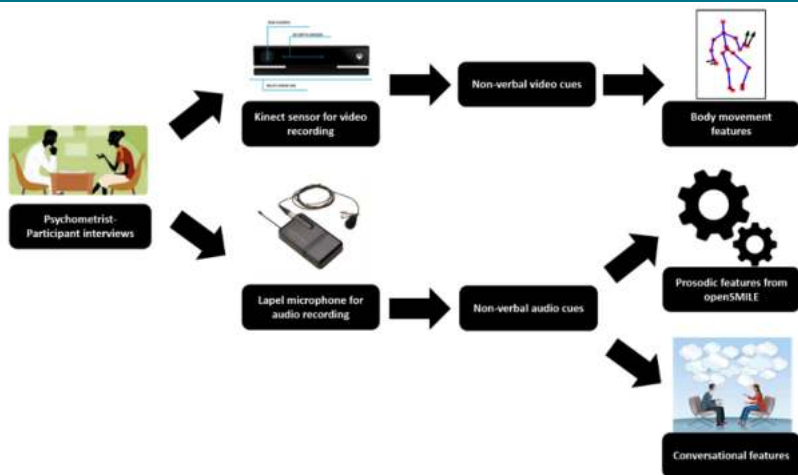 Kinect sensor for video
recording
Non-verbal video cues
Body movement
features
Psychometrist-
Participant interviews
Lapel microphone for
audio recording
Non-verbal audio cues
Prosodic features from
openSMILE
Conversational features